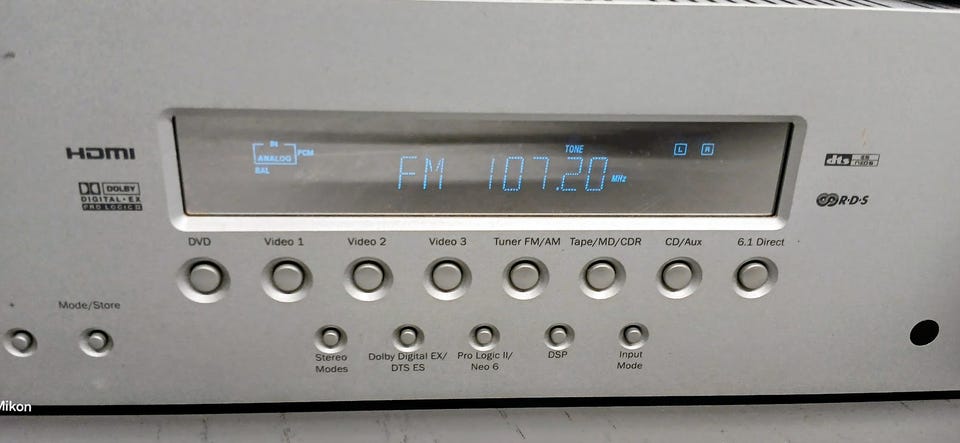 HDMI
DOLBY
DIGITAL·EX
PRO LOGIC II
IN
ANALOG
PCM
BAL
TONE
L R
FM 107.20 MHz
dts ES
R·D·S
DVD Video 1 Video 2 Video 3 Tuner FM/AM Tape/MD/CDR CD/Aux 6.1 Direct
Mode/Store
Stereo
Modes
Dolby Digital EX/
DTS ES
Pro Logic II/
Neo 6
DSP
Input
Mode
Mikon